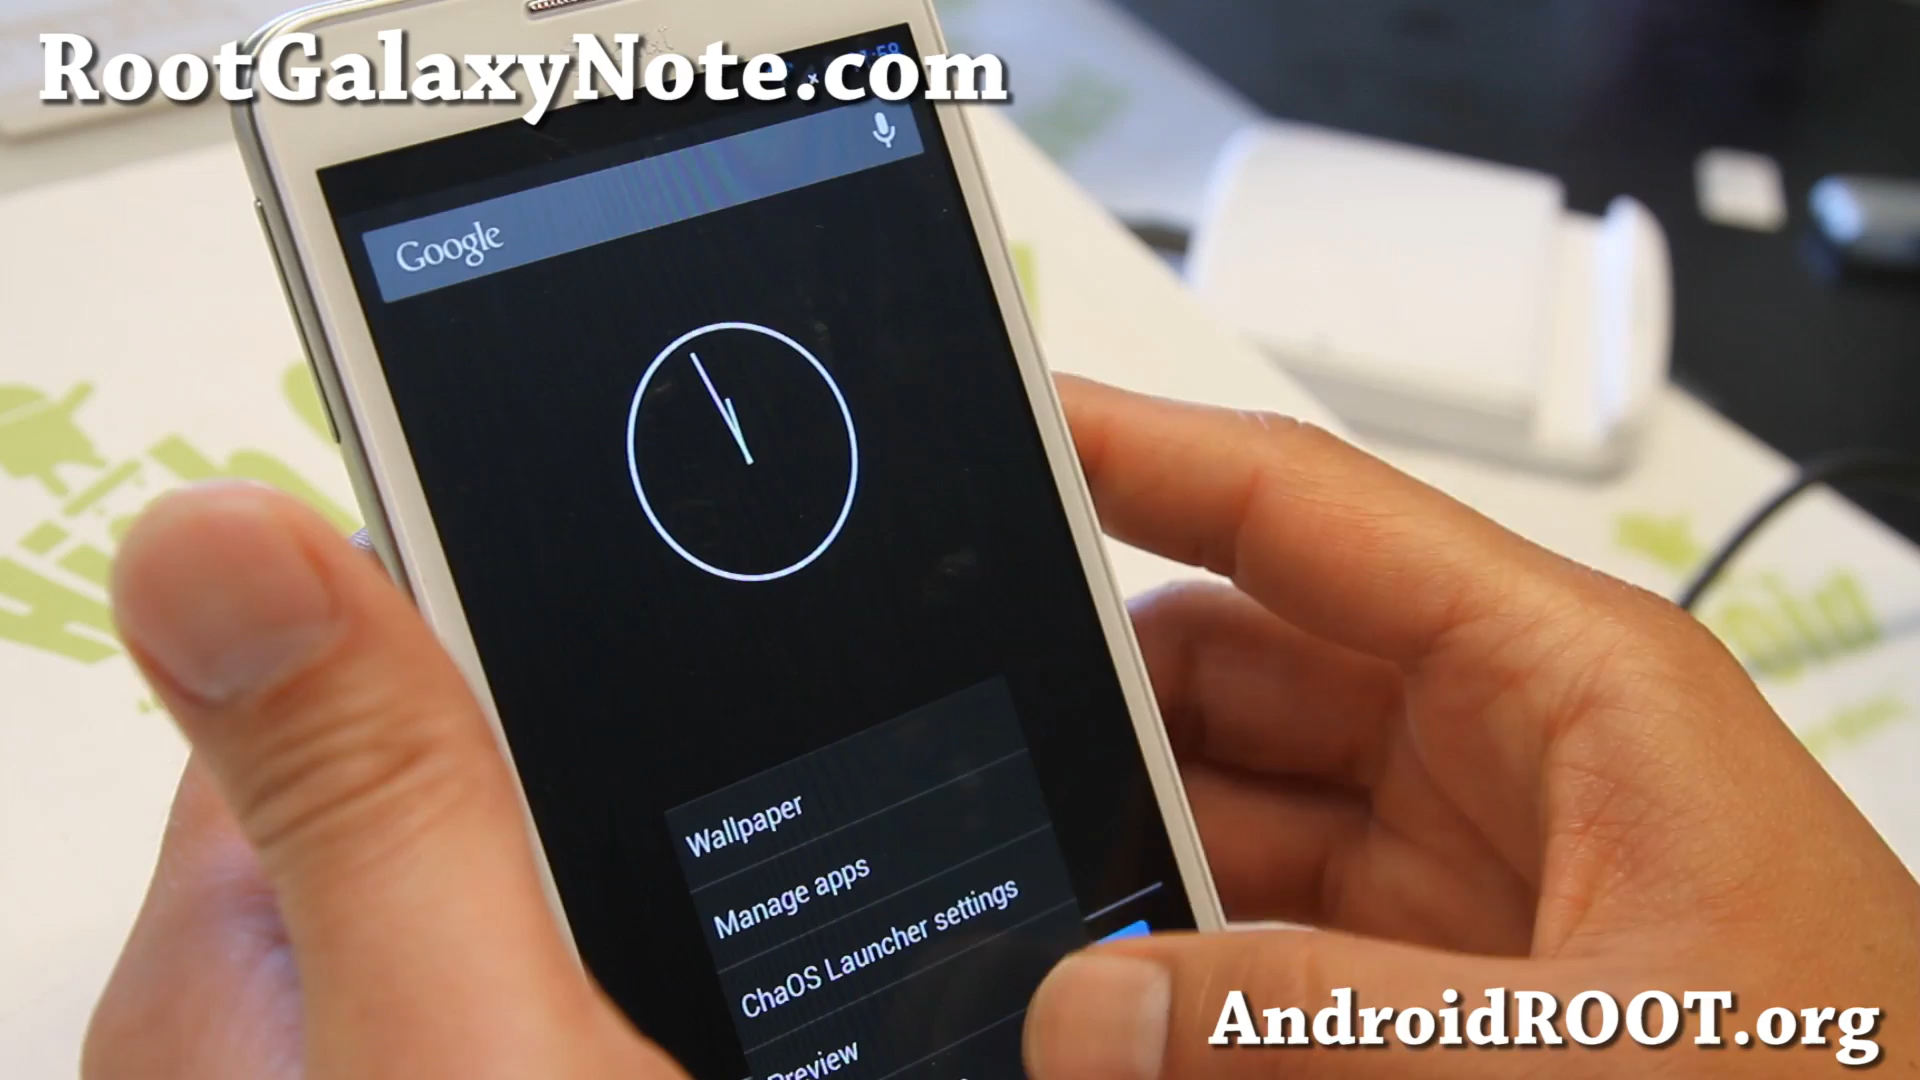 RootGalaxyNote.com
Google
Wallpaper
Manage apps
ChaOS Launcher settings
Preview
AndroidROOT.org